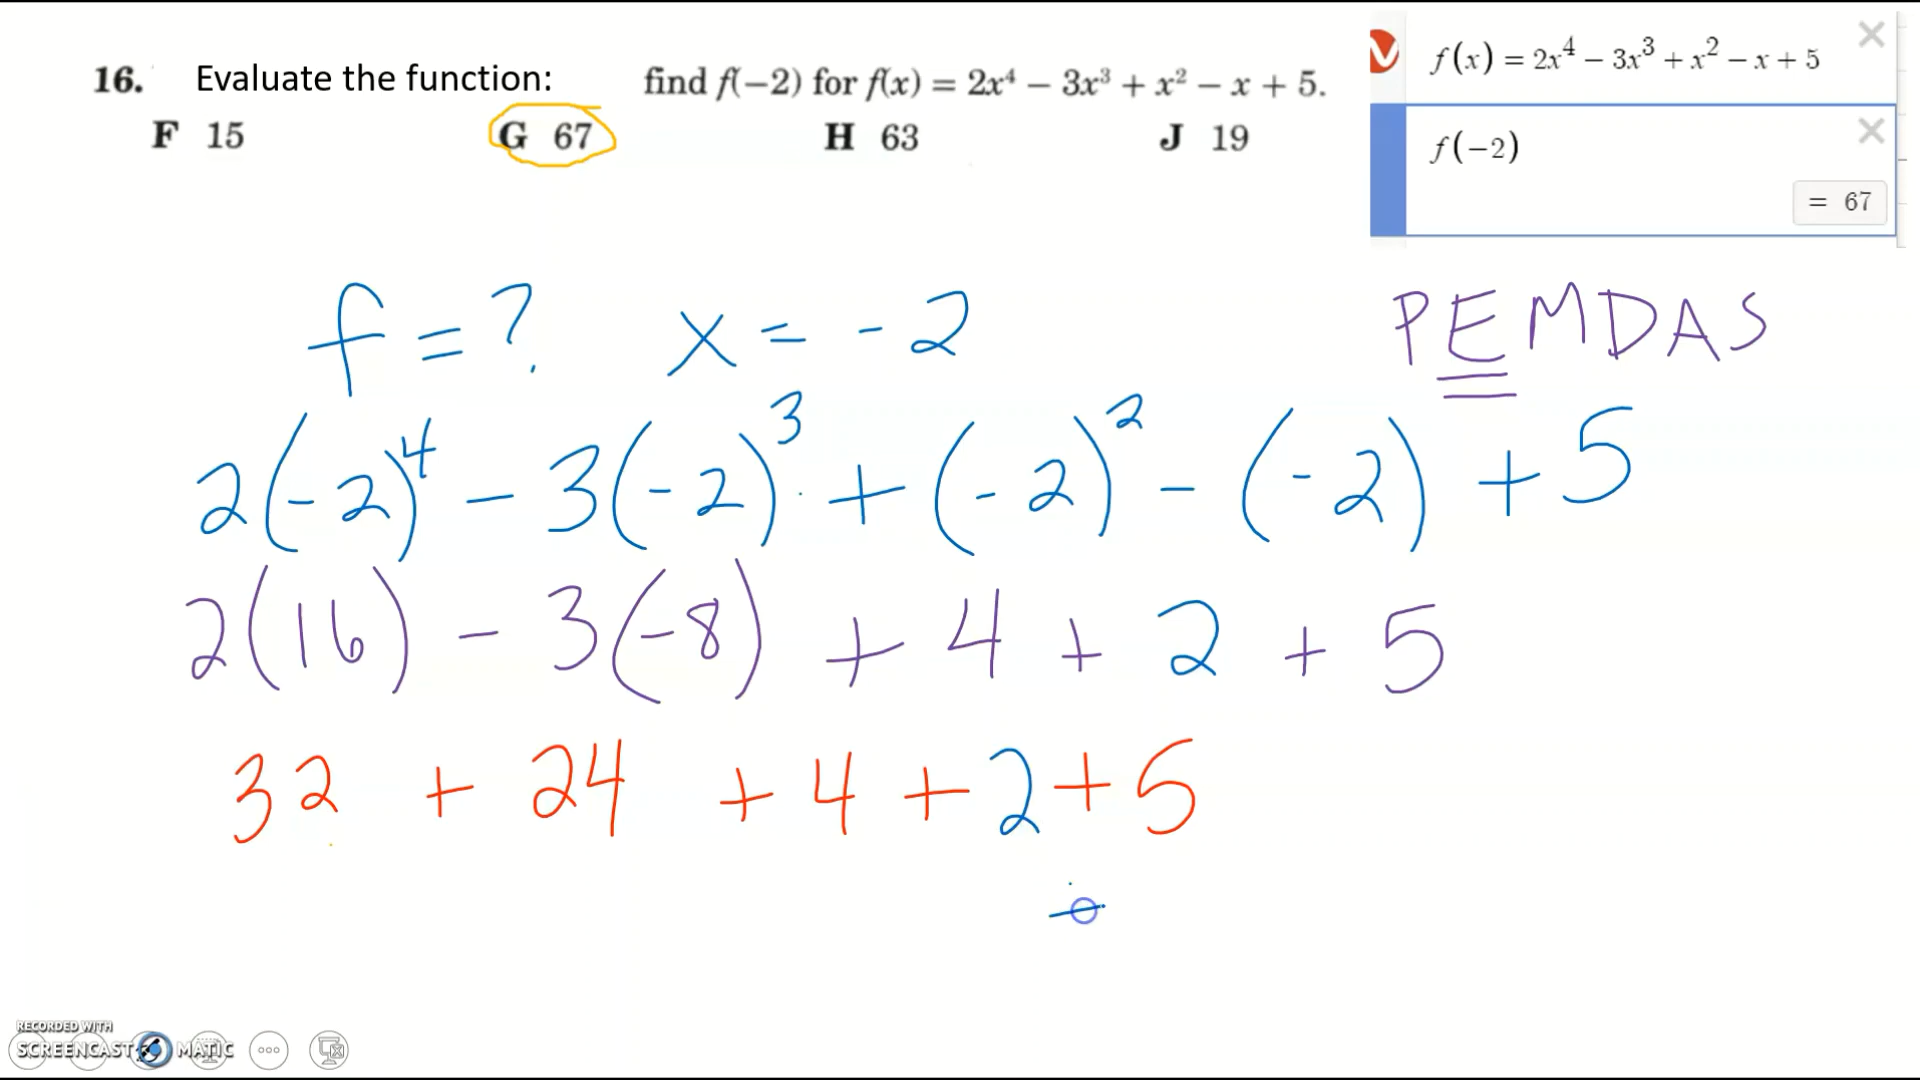 16. Evaluate the function: find f(−2) for f(x) = 2x⁴ − 3x³ + x² − x + 5.
F 15 G 67 H 63 J 19
f(x) = 2x⁴ − 3x³ + x² − x + 5
f(−2)
= 67
f = ? x = -2 PEMDAS
2(-2)⁴ - 3(-2)³ + (-2)² - (-2) + 5
2(16) - 3(-8) + 4 + 2 + 5
32 + 24 + 4 + 2 + 5
RECORDED WITH
SCREENCAST MATIC